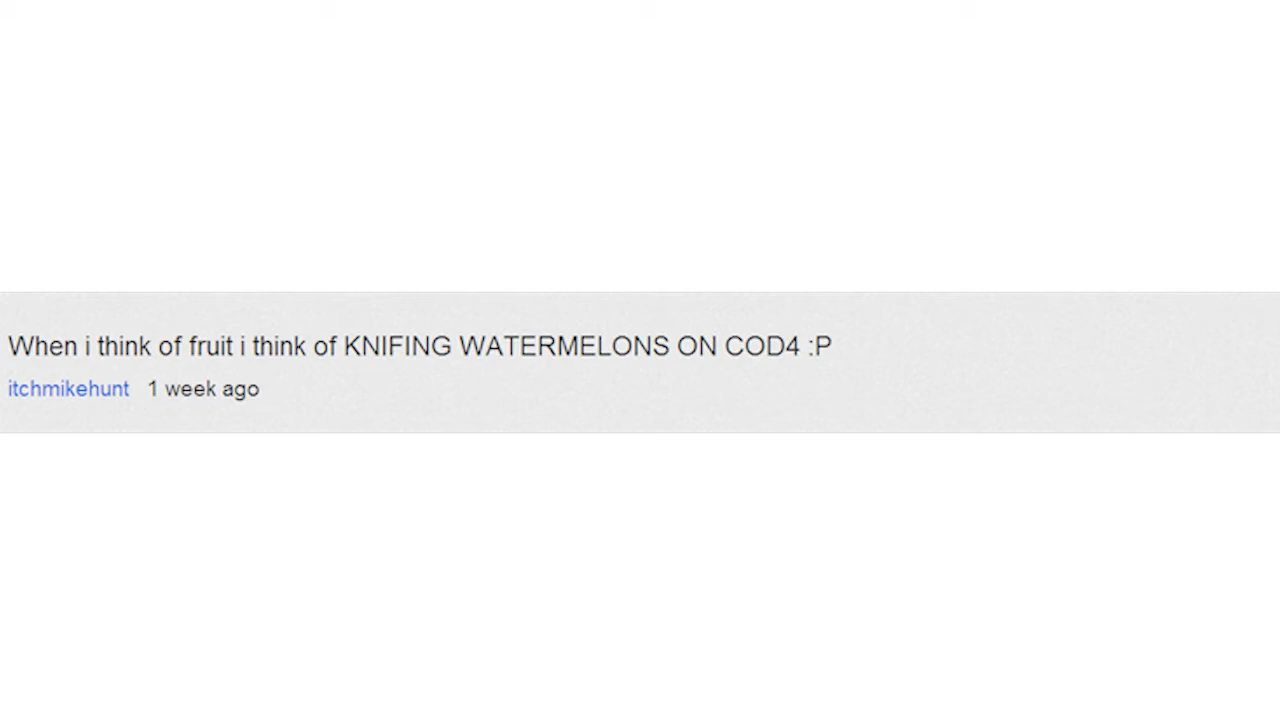 When i think of fruit i think of KNIFING WATERMELONS ON COD4 :P
itchmikehunt 1 week ago